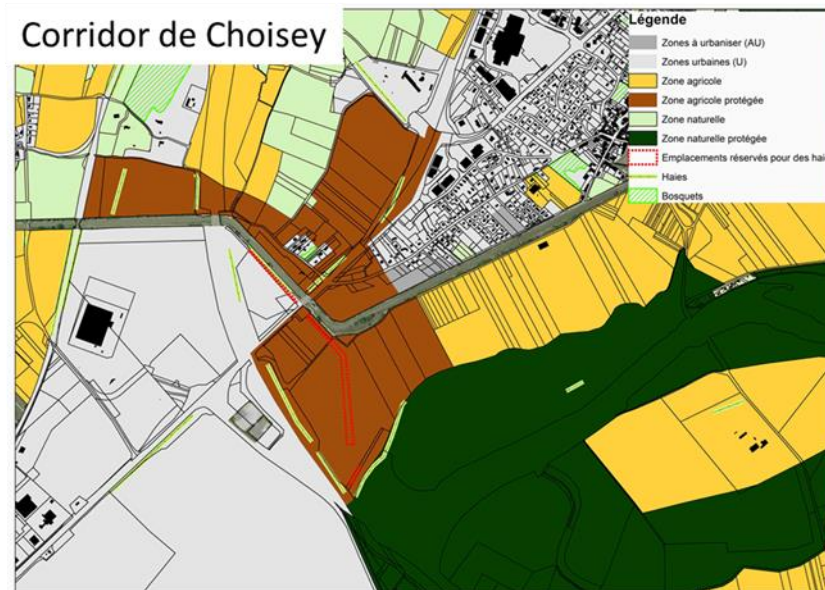 Corridor de Choisey
Légende
Zones à urbaniser (AU)
Zones urbaines (U)
Zone agricole
Zone agricole protégée
Zone naturelle
Zone naturelle protégée
Emplacements réservés pour des hai
Haies
Bosquets